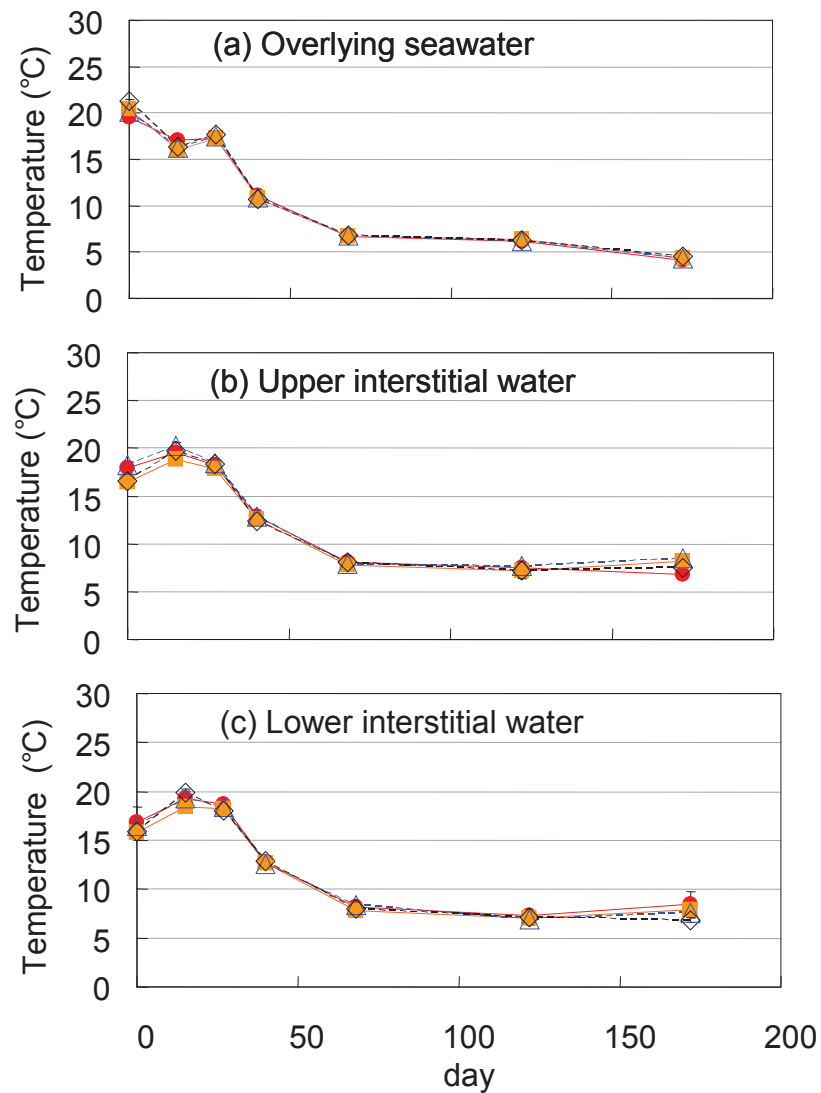 (a) Overlying seawater
Temperature (°C)
30
25
20
15
10
5
0
(b) Upper interstitial water
Temperature (°C)
30
25
20
15
10
5
0
(c) Lower interstitial water
Temperature (°C)
30
25
20
15
10
5
0
0 50 100 150 200
day